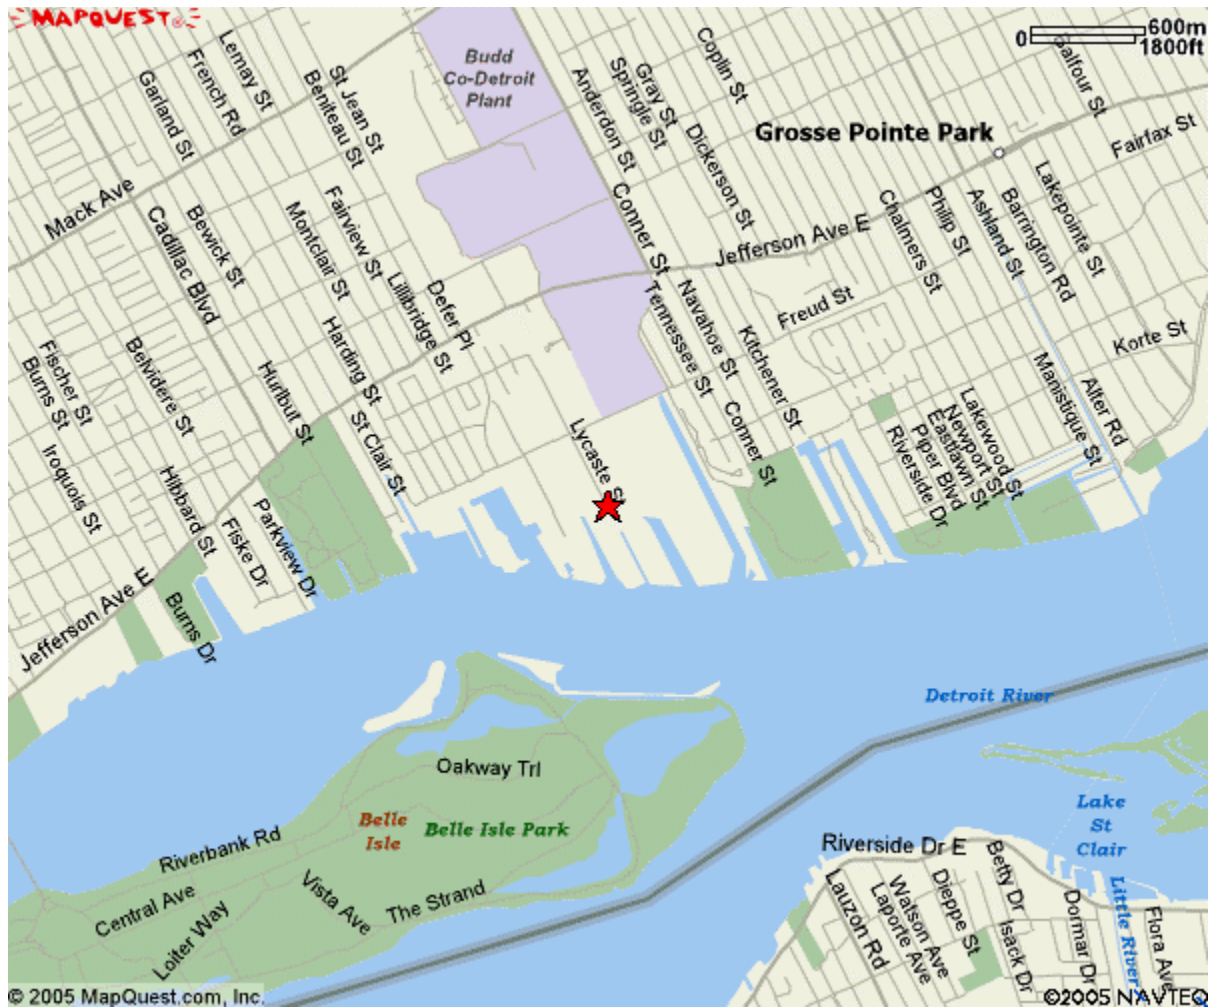 MAPQUEST
600m
0
1800ft
Budd
Co-Detroit
Plant
Lemay St
French Rd
Garland St
St Jean St
Beniteau St
Anderdon St
Springle St
Gray St
Coplin St
Dickerson St
Balfour St
Grosse Pointe Park
Fairfax St
Mack Ave
Cadillac Blvd
Bewick St
Montclair St
Fairview St
Lillibridge St
Defer Pl
Conner St
Jefferson Ave E
Chalmers St
Philip St
Ashland St
Barrington Rd
Lakepointe St
Freud St
Korte St
Tennessee St
Navahoe St
Kitchener St
Conner St
Fischer St
Burns St
Belvidere St
Hurlbut St
Harding St
St Clair St
Iroquois St
Hibbard St
Fiske Dr
Parkview Dr
Lycaste St
Riverside Dr
Piper Blvd
Eastlawn St
Newport St
Lakewood St
Manistique St
Alter Rd
Jefferson Ave E
Burns Dr
Detroit River
Oakway Trl
Belle
Isle
Belle Isle Park
Riverbank Rd
Central Ave
Loiter Way
Vista Ave
The Strand
Lake
St
Clair
Riverside Dr E
Lauzon Rd
Laporte Ave
Watson Ave
Dieppe St
Betty Dr
Isack Dr
Dormar Dr
Little River
Flora Ave
© 2005 MapQuest.com, Inc.
©2005 NAVTEQ